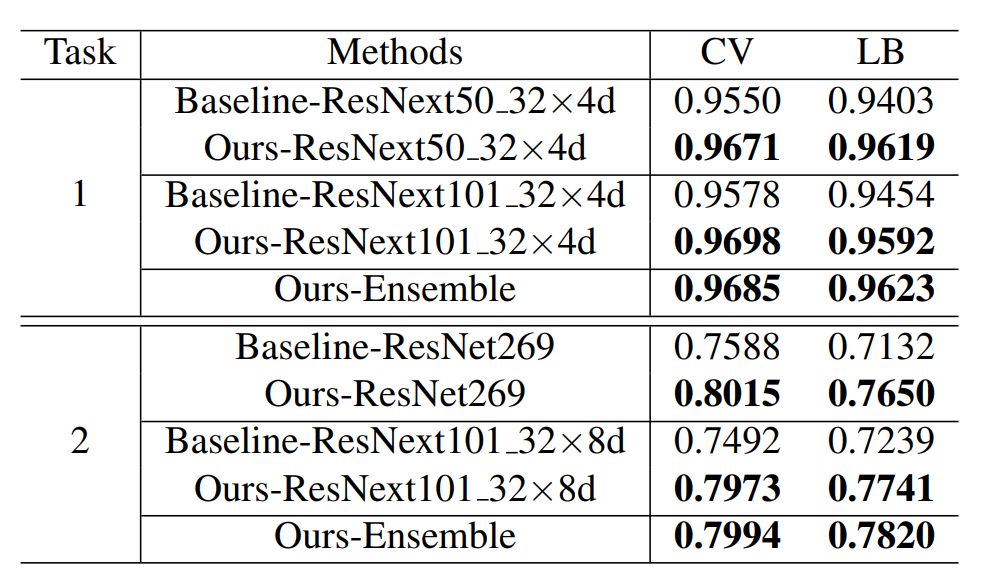 Task Methods CV LB
Baseline-ResNext50_32×4d 0.9550 0.9403
Ours-ResNext50_32×4d 0.9671 0.9619
1 Baseline-ResNext101_32×4d 0.9578 0.9454
Ours-ResNext101_32×4d 0.9698 0.9592
Ours-Ensemble 0.9685 0.9623
Baseline-ResNet269 0.7588 0.7132
Ours-ResNet269 0.8015 0.7650
2 Baseline-ResNext101_32×8d 0.7492 0.7239
Ours-ResNext101_32×8d 0.7973 0.7741
Ours-Ensemble 0.7994 0.7820